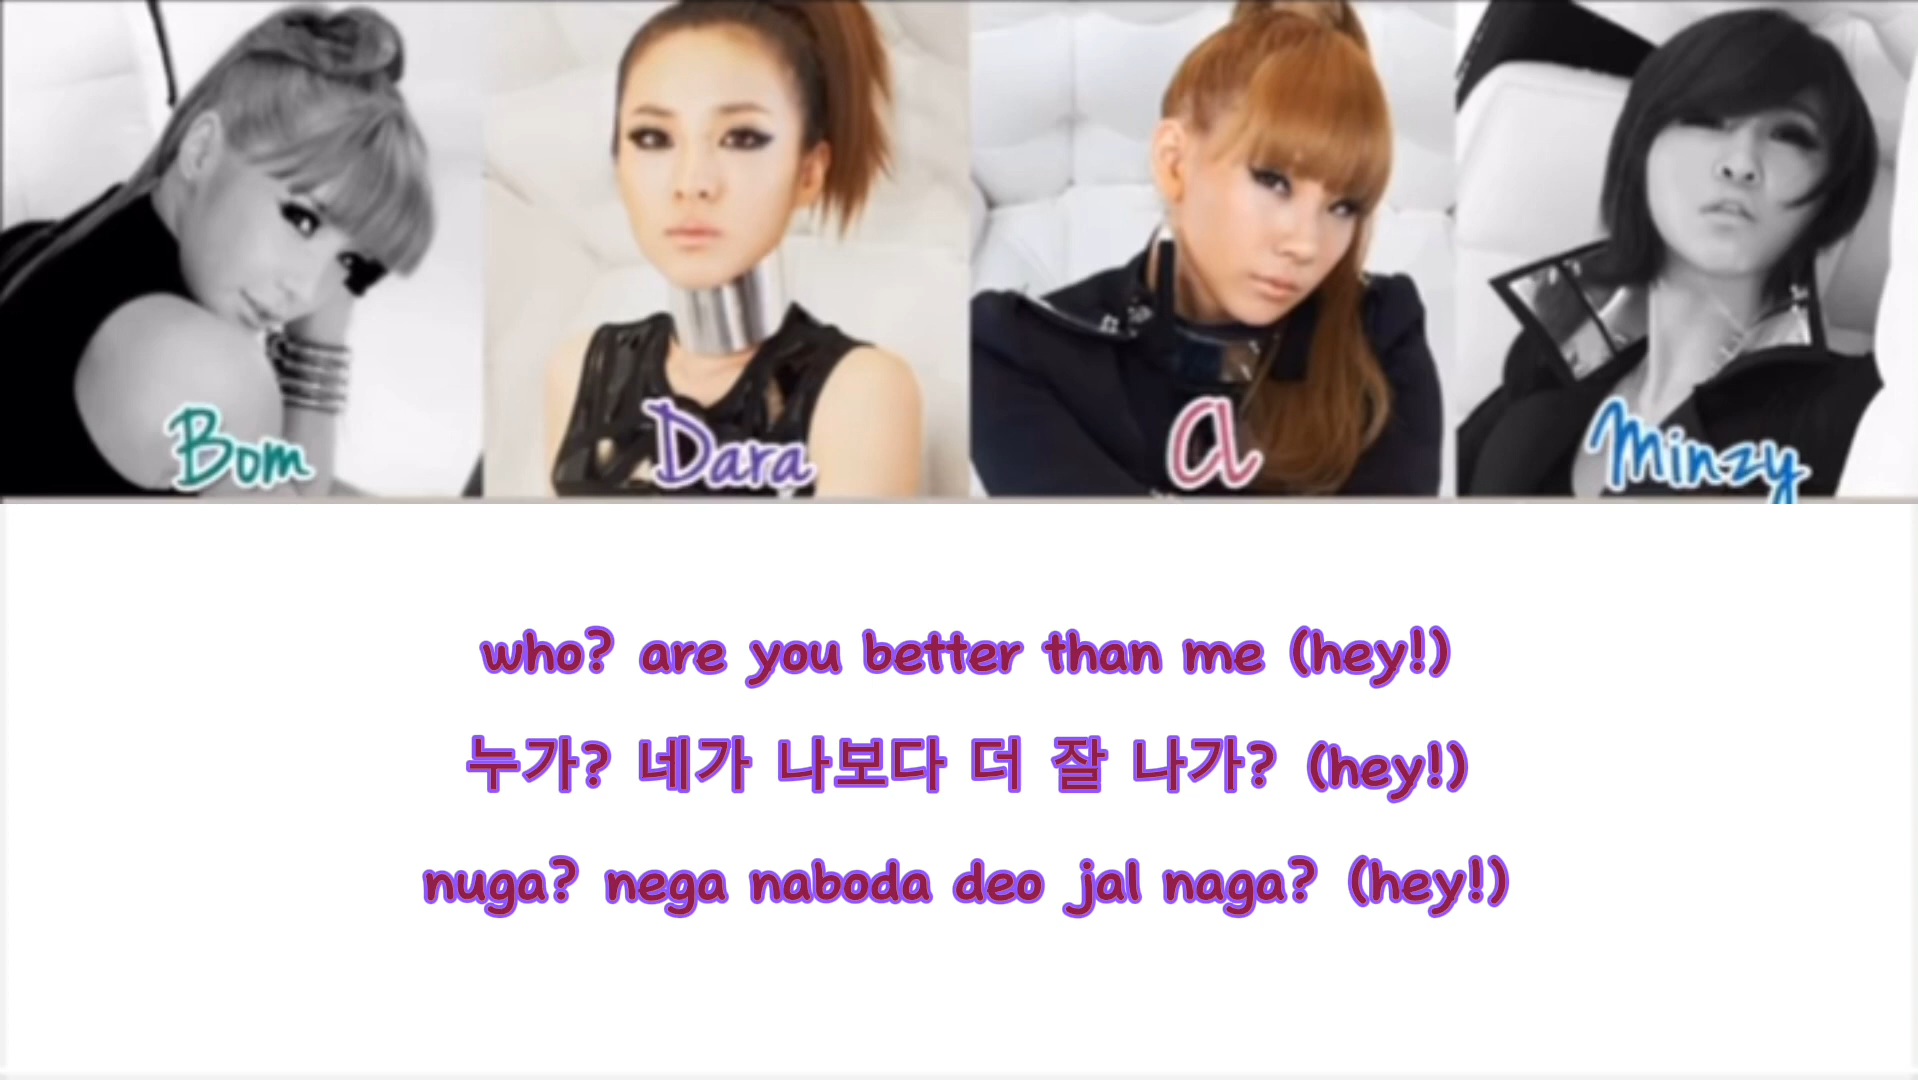 Bom Dara Cl Minzy
who? are you better than me (hey!)
누가? 네가 나보다 더 잘 나가? (hey!)
nuga? nega naboda deo jal naga? (hey!)